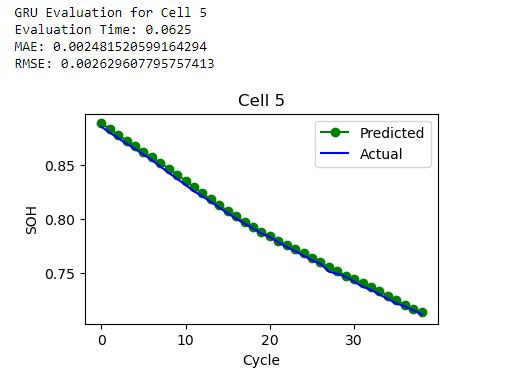 GRU Evaluation for Cell 5
Evaluation Time: 0.0625
MAE: 0.002481520599164294
RMSE: 0.002629607795757413
Cell 5
Predicted
Actual
SOH
0.85
0.80
0.75
0
10
20
30
Cycle